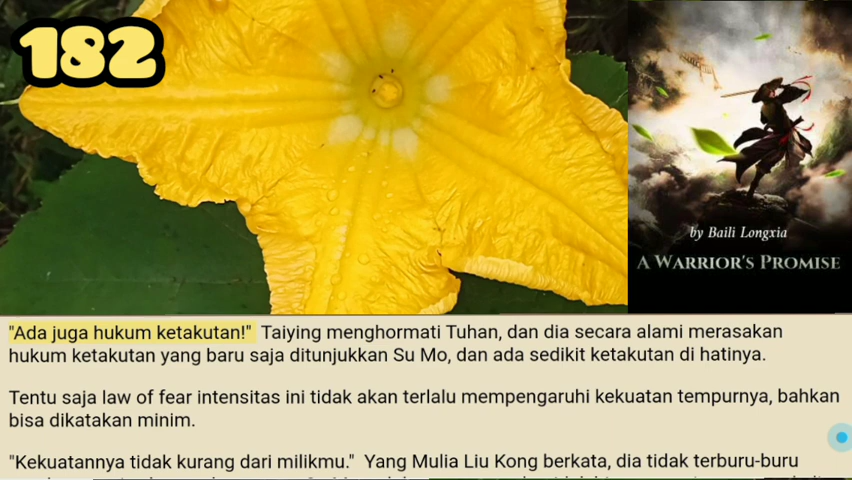 182
by Baili Longxia
A WARRIOR'S PROMISE
"Ada juga hukum ketakutan!" Taiying menghormati Tuhan, dan dia secara alami merasakan
hukum ketakutan yang baru saja ditunjukkan Su Mo, dan ada sedikit ketakutan di hatinya.
Tentu saja law of fear intensitas ini tidak akan terlalu mempengaruhi kekuatan tempurnya, bahkan
bisa dikatakan minim.
"Kekuatannya tidak kurang dari milikmu." Yang Mulia Liu Kong berkata, dia tidak terburu-buru